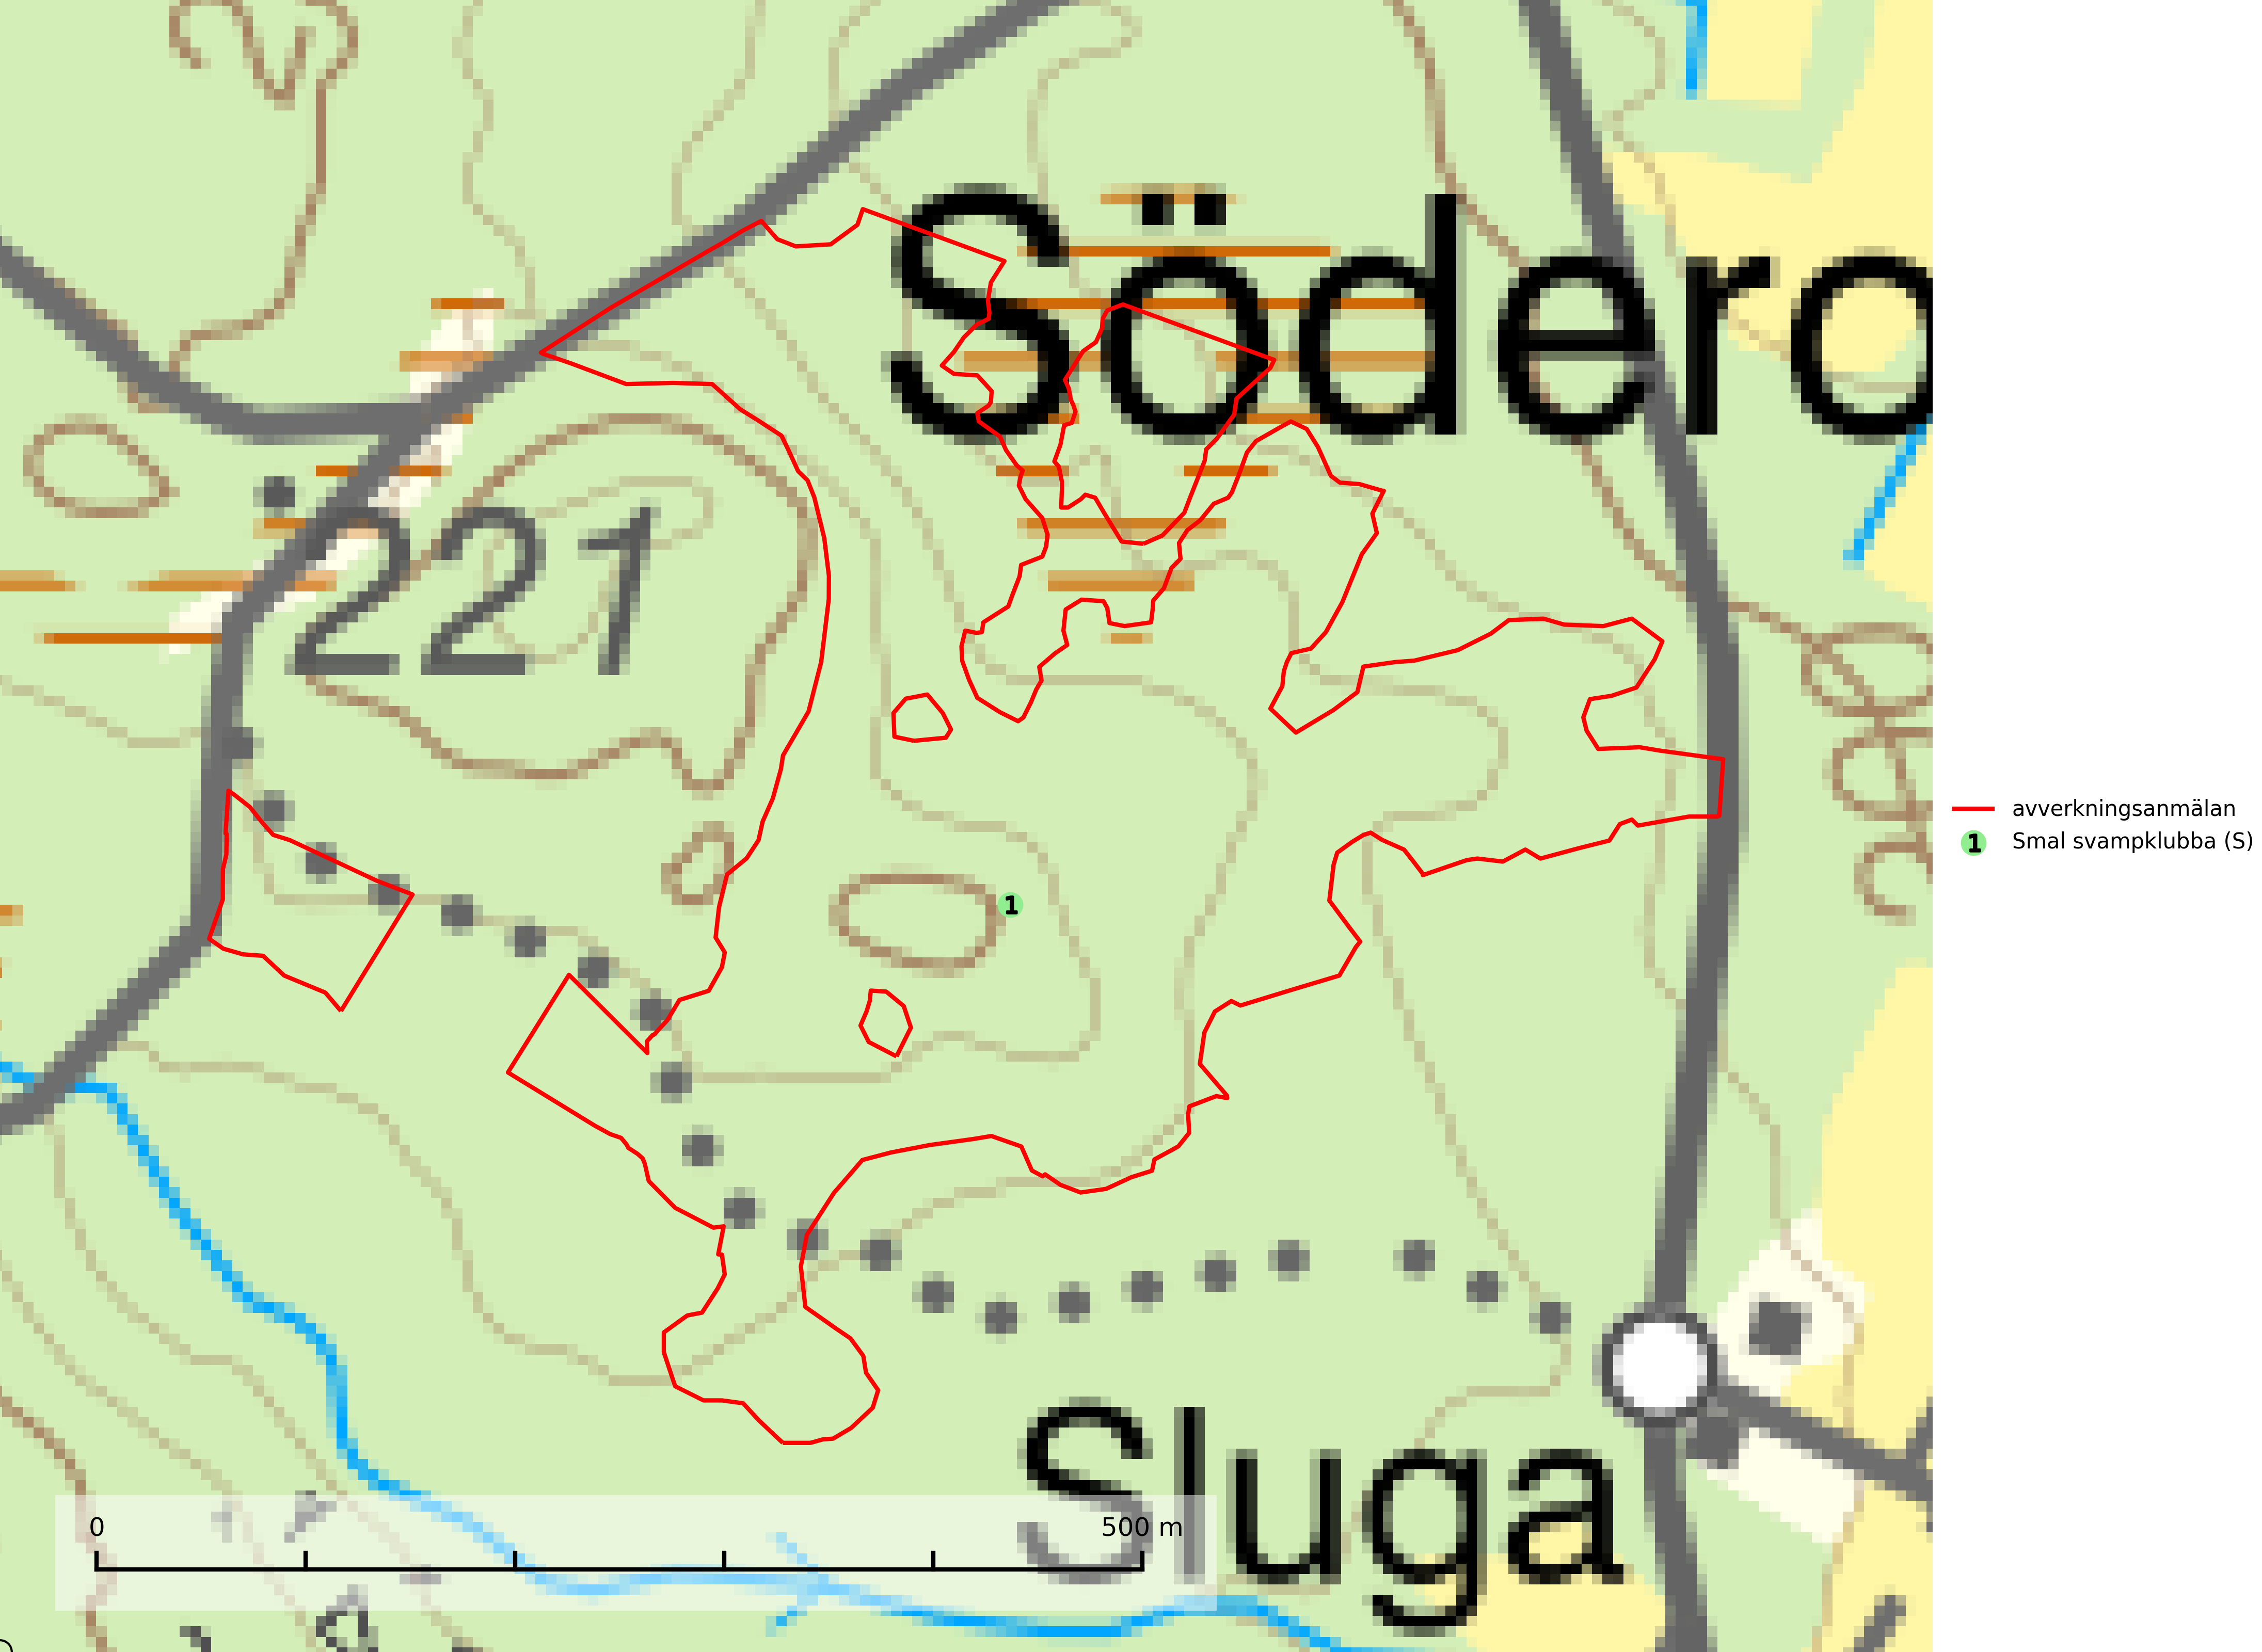 Södero
221
avverkningsanmälan
1 Smal svampklubba (S)
1
Sluga
0 500 m